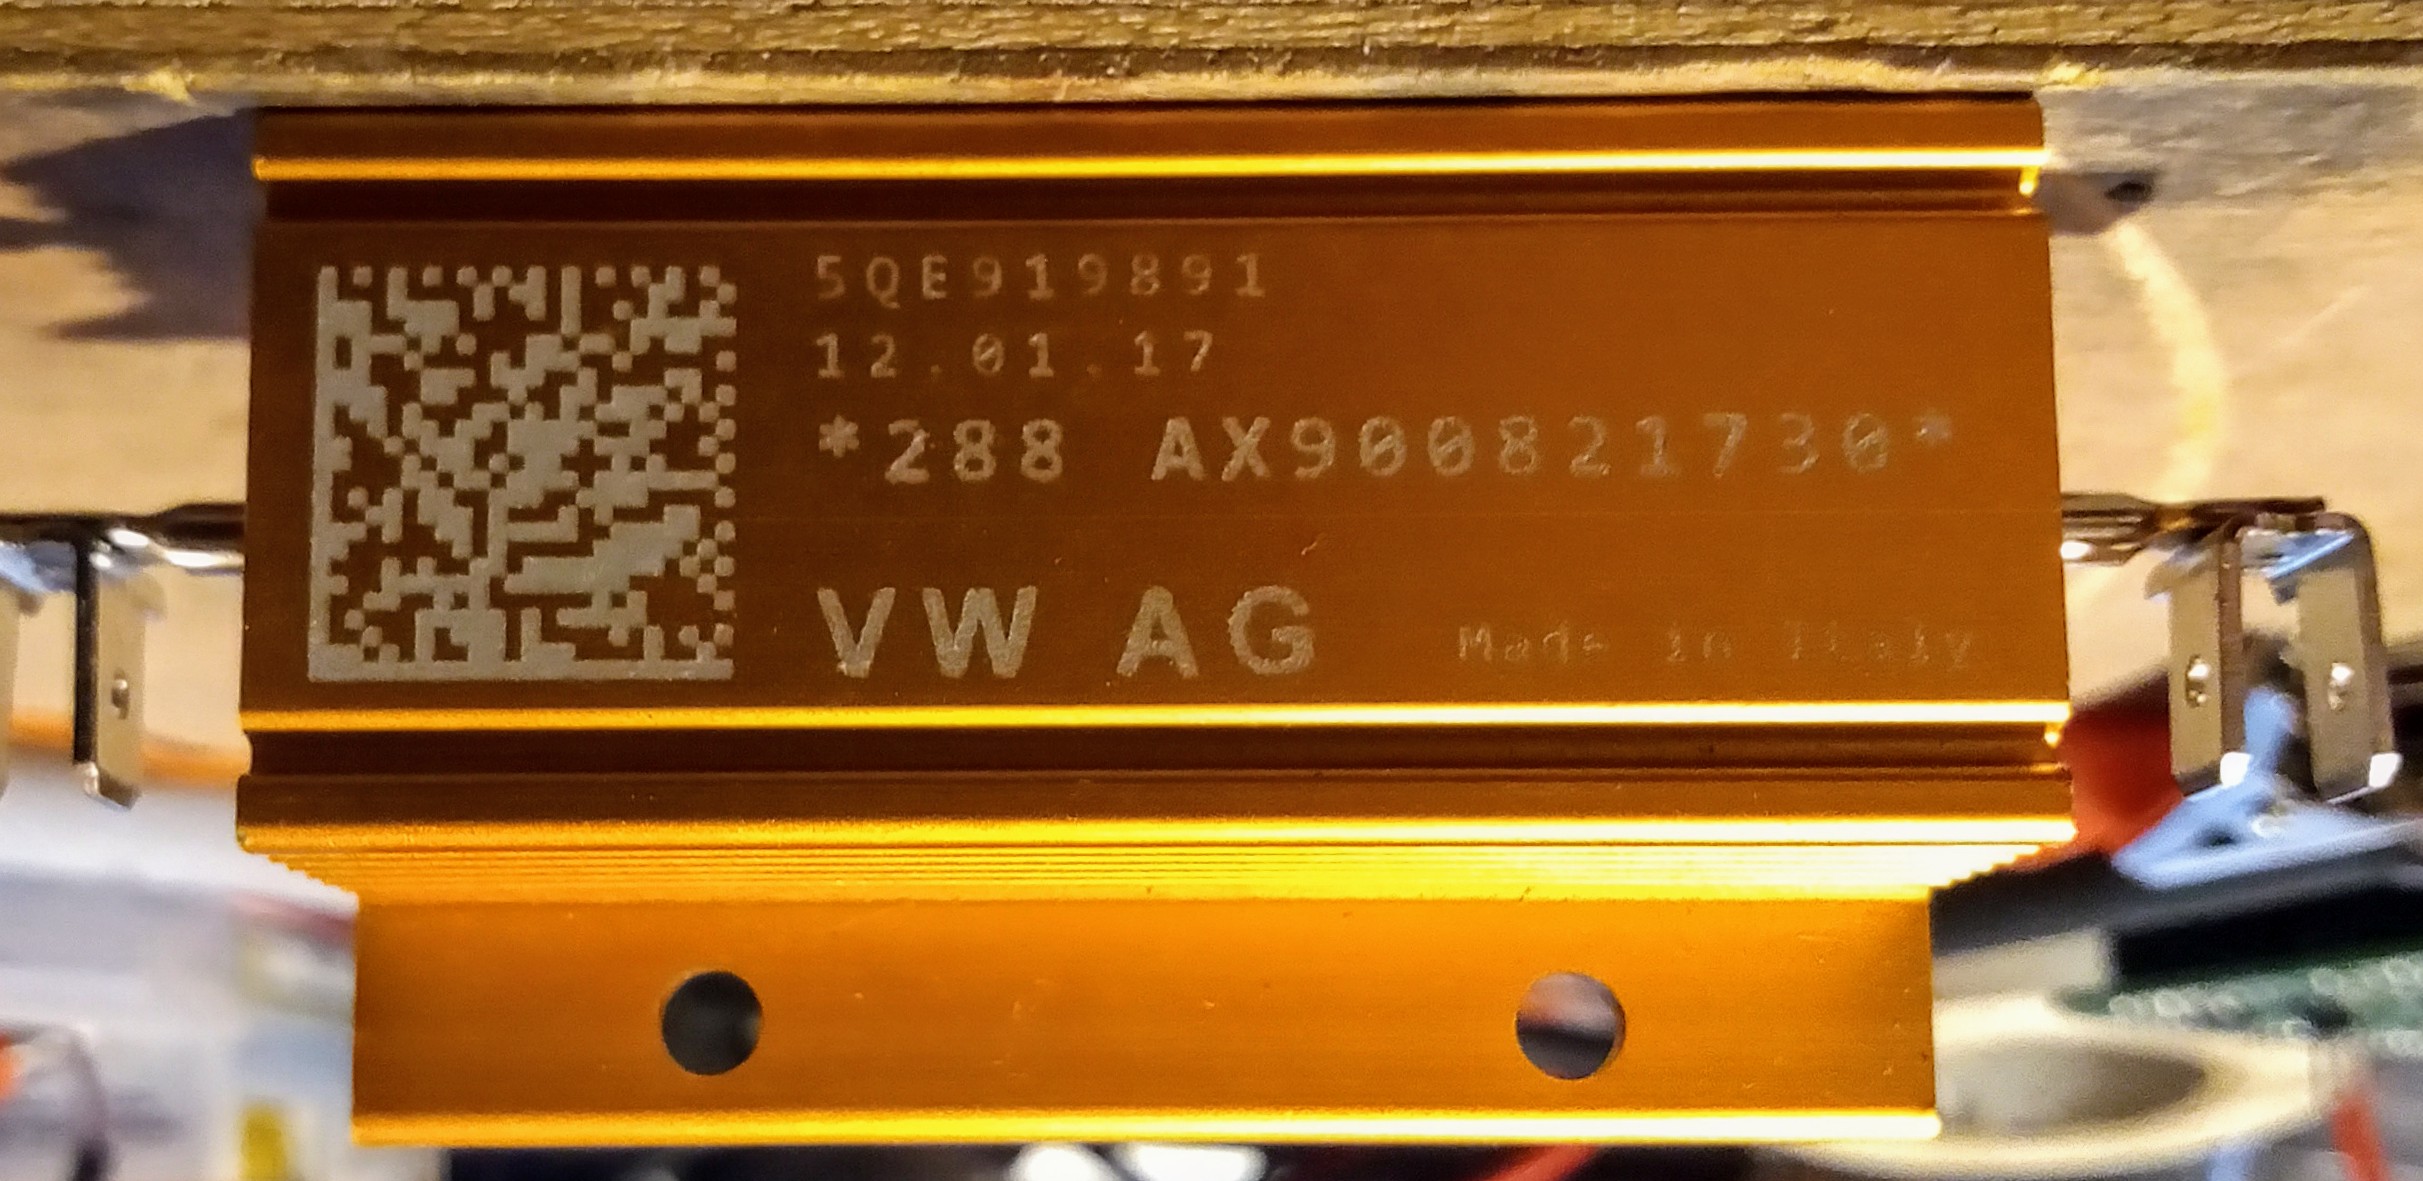 5QE919891
12.01.17
*288 AX900821730*
VW AG
Made in Italy